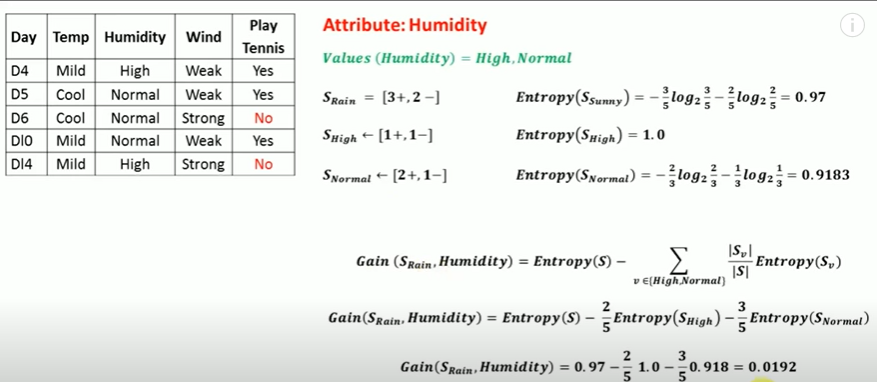 Day Temp Humidity Wind Play Tennis
D4 Mild High Weak Yes
D5 Cool Normal Weak Yes
D6 Cool Normal Strong No
Dl0 Mild Normal Weak Yes
Dl4 Mild High Strong No
Attribute: Humidity
Values (Humidity) = High, Normal
S_Rain = [3+, 2 −] Entropy(S_Sunny) = −3/5 log₂ 3/5 − 2/5 log₂ 2/5 = 0.97
S_High ← [1+, 1−] Entropy(S_High) = 1.0
S_Normal ← [2+, 1−] Entropy(S_Normal) = −2/3 log₂ 2/3 − 1/3 log₂ 1/3 = 0.9183
Gain (S_Rain, Humidity) = Entropy(S) − ∑ v ∈{High,Normal} |S_v|/|S| Entropy(S_v)
Gain(S_Rain, Humidity) = Entropy(S) − 2/5 Entropy(S_High) − 3/5 Entropy(S_Normal)
Gain(S_Rain, Humidity) = 0.97 − 2/5 1.0 − 3/5 0.918 = 0.0192